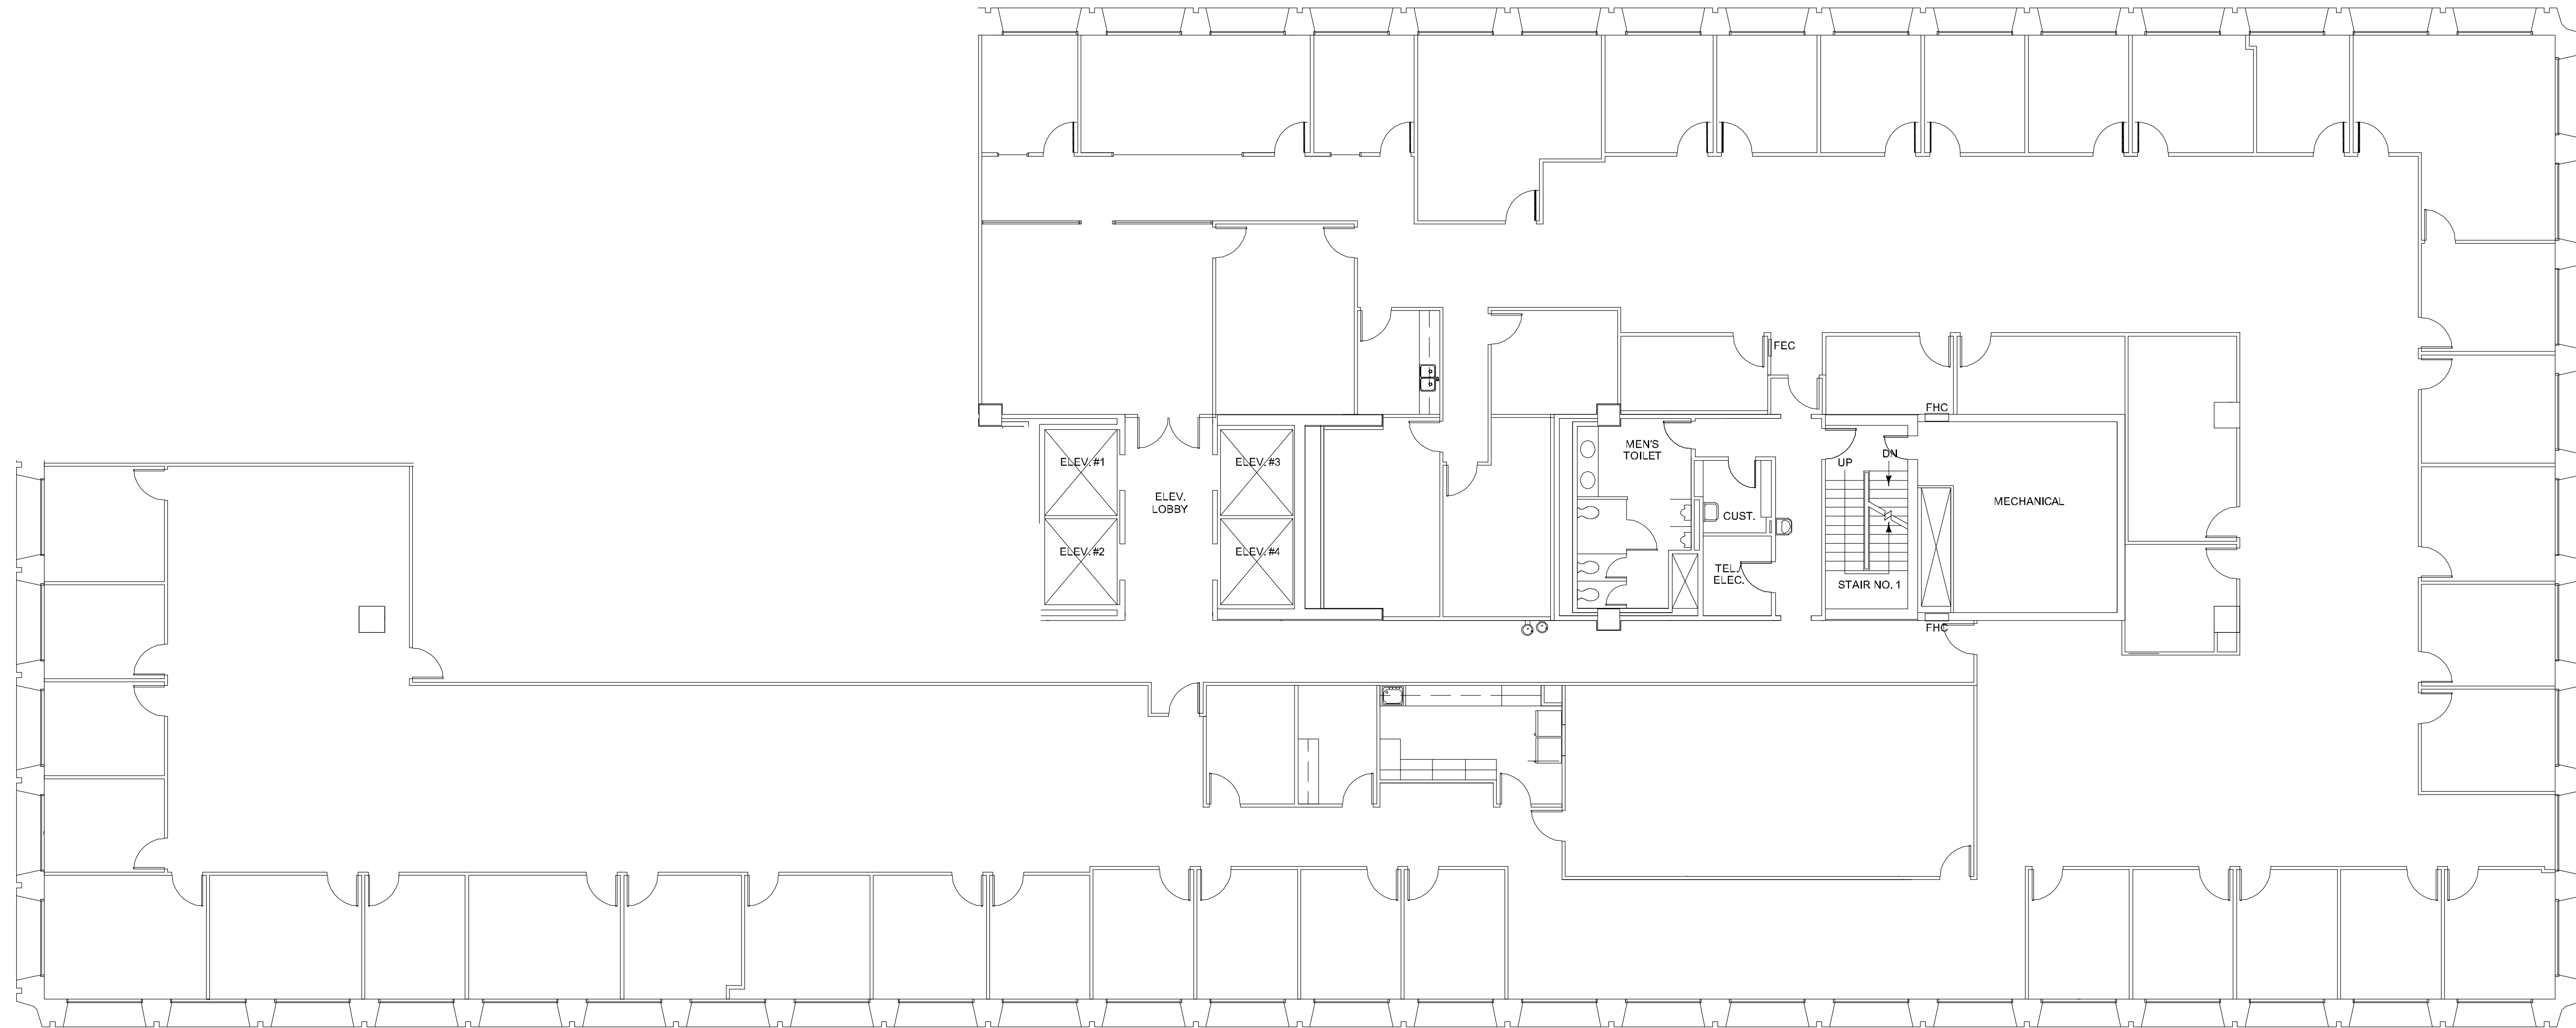 FEC
FHC
MEN'S
TOILET
ELEV. #1
ELEV. #3
UP
DN
ELEV.
LOBBY
MECHANICAL
CUST.
ELEV. #2
ELEV. #4
TEL./
ELEC.
STAIR NO. 1
FHC